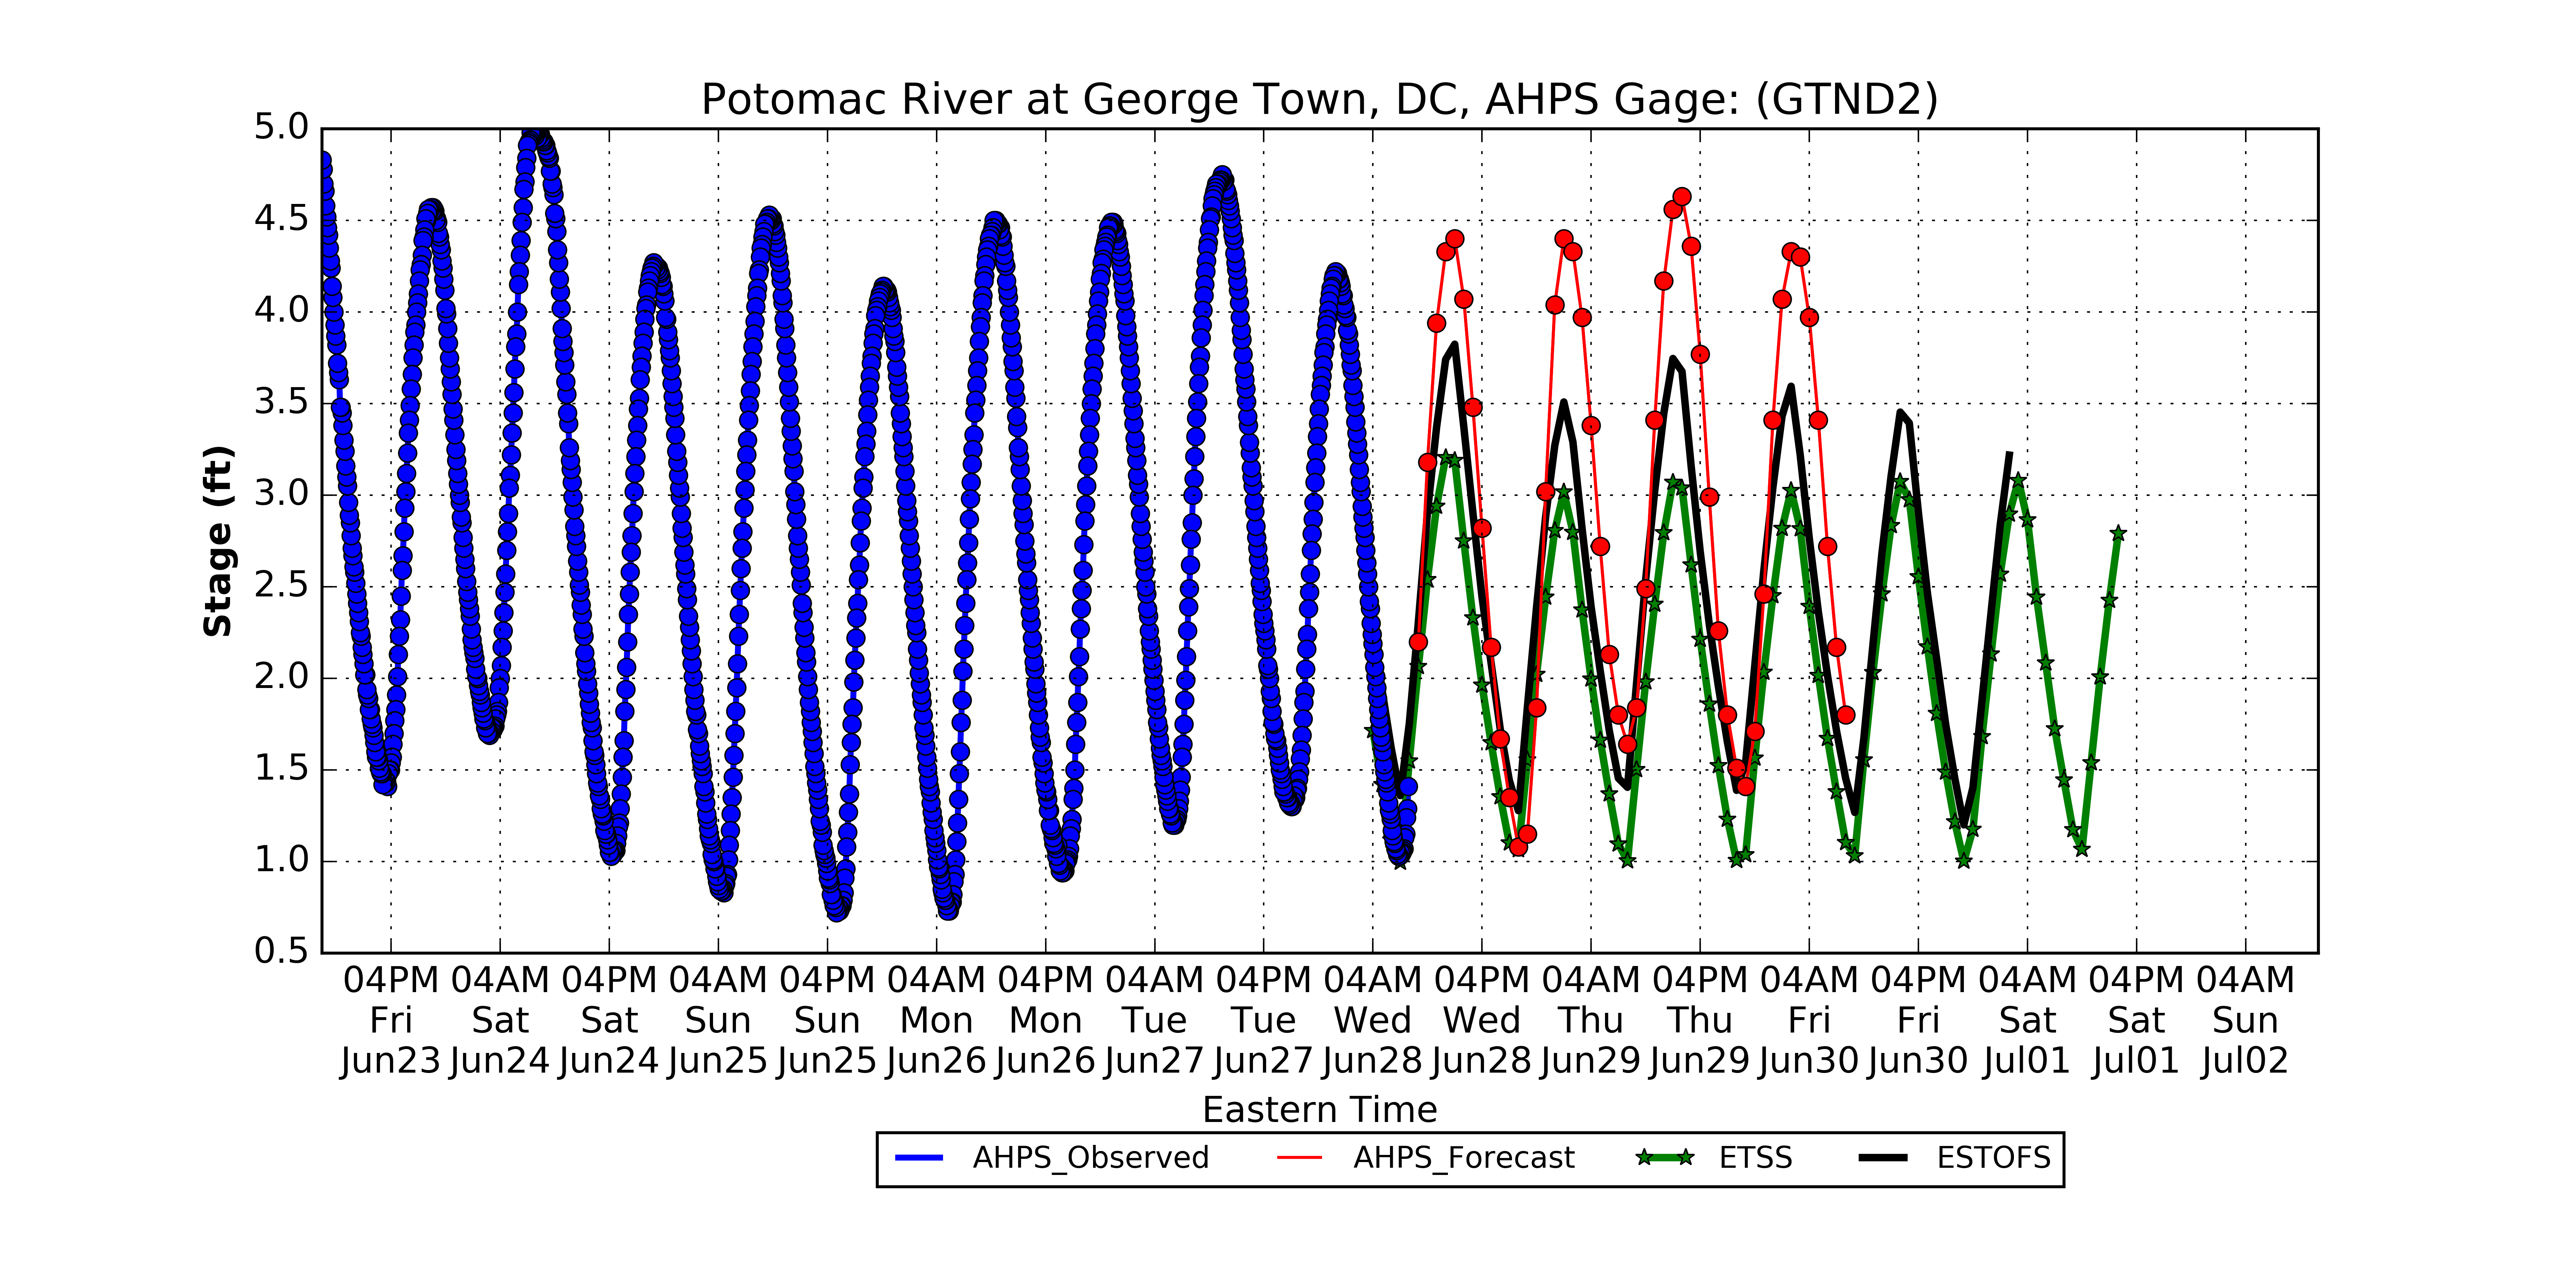 Potomac River at George Town, DC, AHPS Gage: (GTND2)
5.0
4.5
4.0
3.5
3.0
2.5
2.0
1.5
1.0
0.5
Stage (ft)
04PM 04AM 04PM 04AM 04PM 04AM 04PM 04AM 04PM 04AM 04PM 04AM 04PM 04AM 04PM 04AM 04PM 04AM
Fri Sat Sat Sun Sun Mon Mon Tue Tue Wed Wed Thu Thu Fri Fri Sat Sat Sun
Jun23 Jun24 Jun24 Jun25 Jun25 Jun26 Jun26 Jun27 Jun27 Jun28 Jun28 Jun29 Jun29 Jun30 Jun30 Jul01 Jul01 Jul02
Eastern Time
AHPS_Observed AHPS_Forecast ETSS ESTOFS